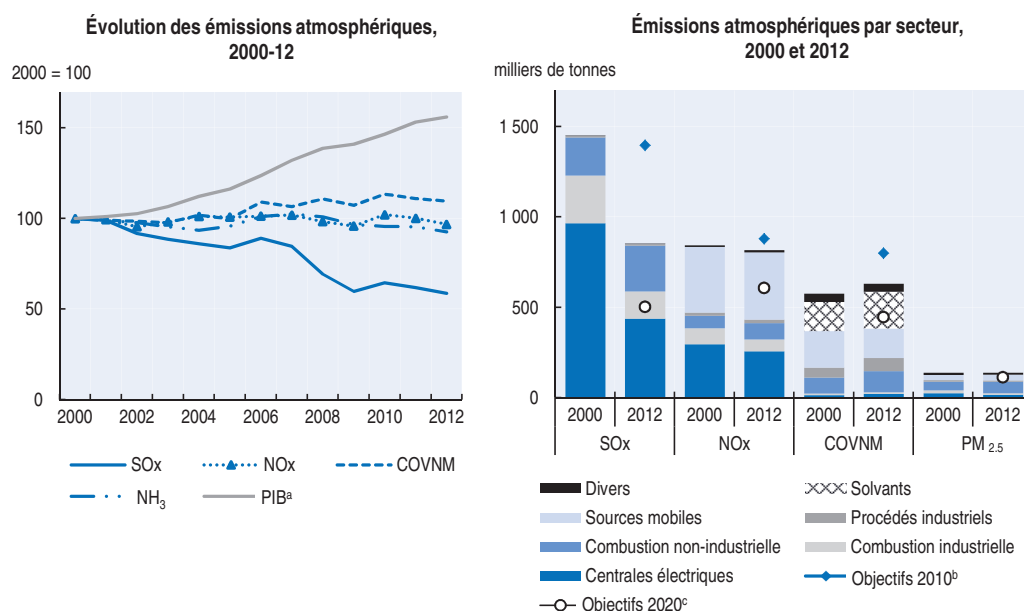 Évolution des émissions atmosphériques,
2000-12
2000 = 100
150
100
50
0
2000 2002 2004 2006 2008 2010 2012
SOx NOx COVNM
NH₃ PIBᵃ
Émissions atmosphériques par secteur,
2000 et 2012
milliers de tonnes
1 500
1 000
500
0
2000 2012 2000 2012 2000 2012 2000 2012
SOx NOx COVNM PM 2.5
Divers Solvants
Sources mobiles Procédés industriels
Combustion non-industrielle Combustion industrielle
Centrales électriques Objectifs 2010ᵇ
Objectifs 2020ᶜ